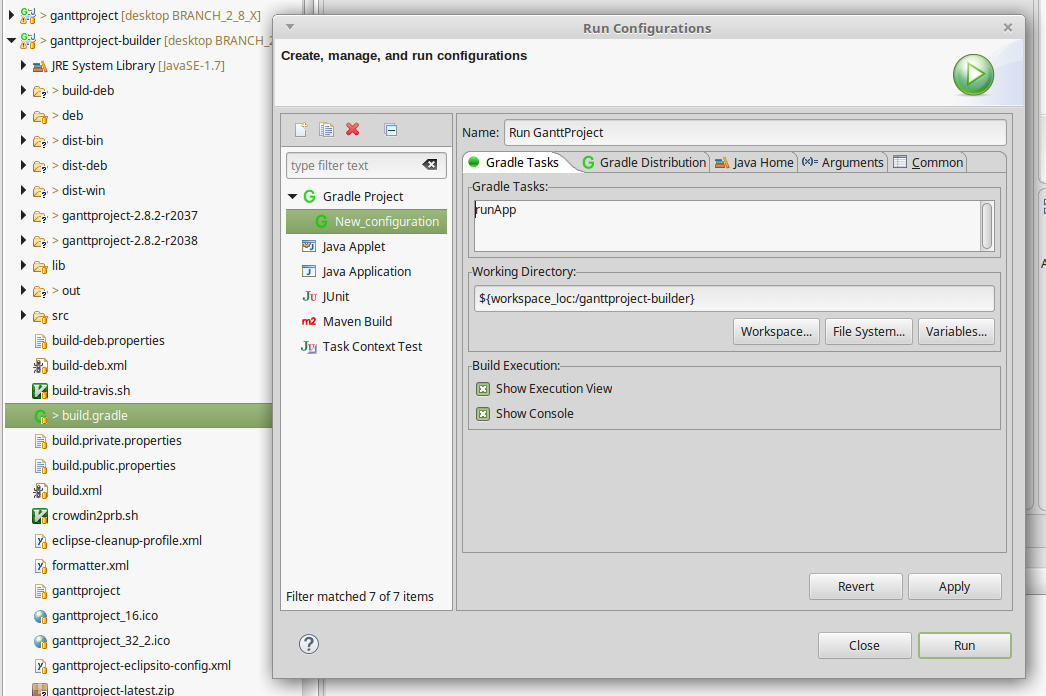 > ganttproject [desktop BRANCH_2_8_X]
> ganttproject-builder [desktop BRANCH_2
JRE System Library [JavaSE-1.7]
> build-deb
> deb
> dist-bin
> dist-deb
> dist-win
> ganttproject-2.8.2-r2037
> ganttproject-2.8.2-r2038
lib
> out
src
build-deb.properties
build-deb.xml
build-travis.sh
> build.gradle
build.private.properties
build.public.properties
build.xml
crowdin2prb.sh
eclipse-cleanup-profile.xml
formatter.xml
ganttproject
ganttproject_16.ico
ganttproject_32_2.ico
ganttproject-eclipsito-config.xml
ganttproject-latest.zip
Run Configurations
Create, manage, and run configurations
type filter text
Gradle Project
New_configuration
Java Applet
Java Application
JUnit
Maven Build
Task Context Test
Filter matched 7 of 7 items
Name: Run GanttProject
Gradle Tasks Gradle Distribution Java Home (x)= Arguments Common
Gradle Tasks:
runApp
Working Directory:
${workspace_loc:/ganttproject-builder}
Workspace... File System... Variables...
Build Execution:
Show Execution View
Show Console
Revert Apply
Close Run